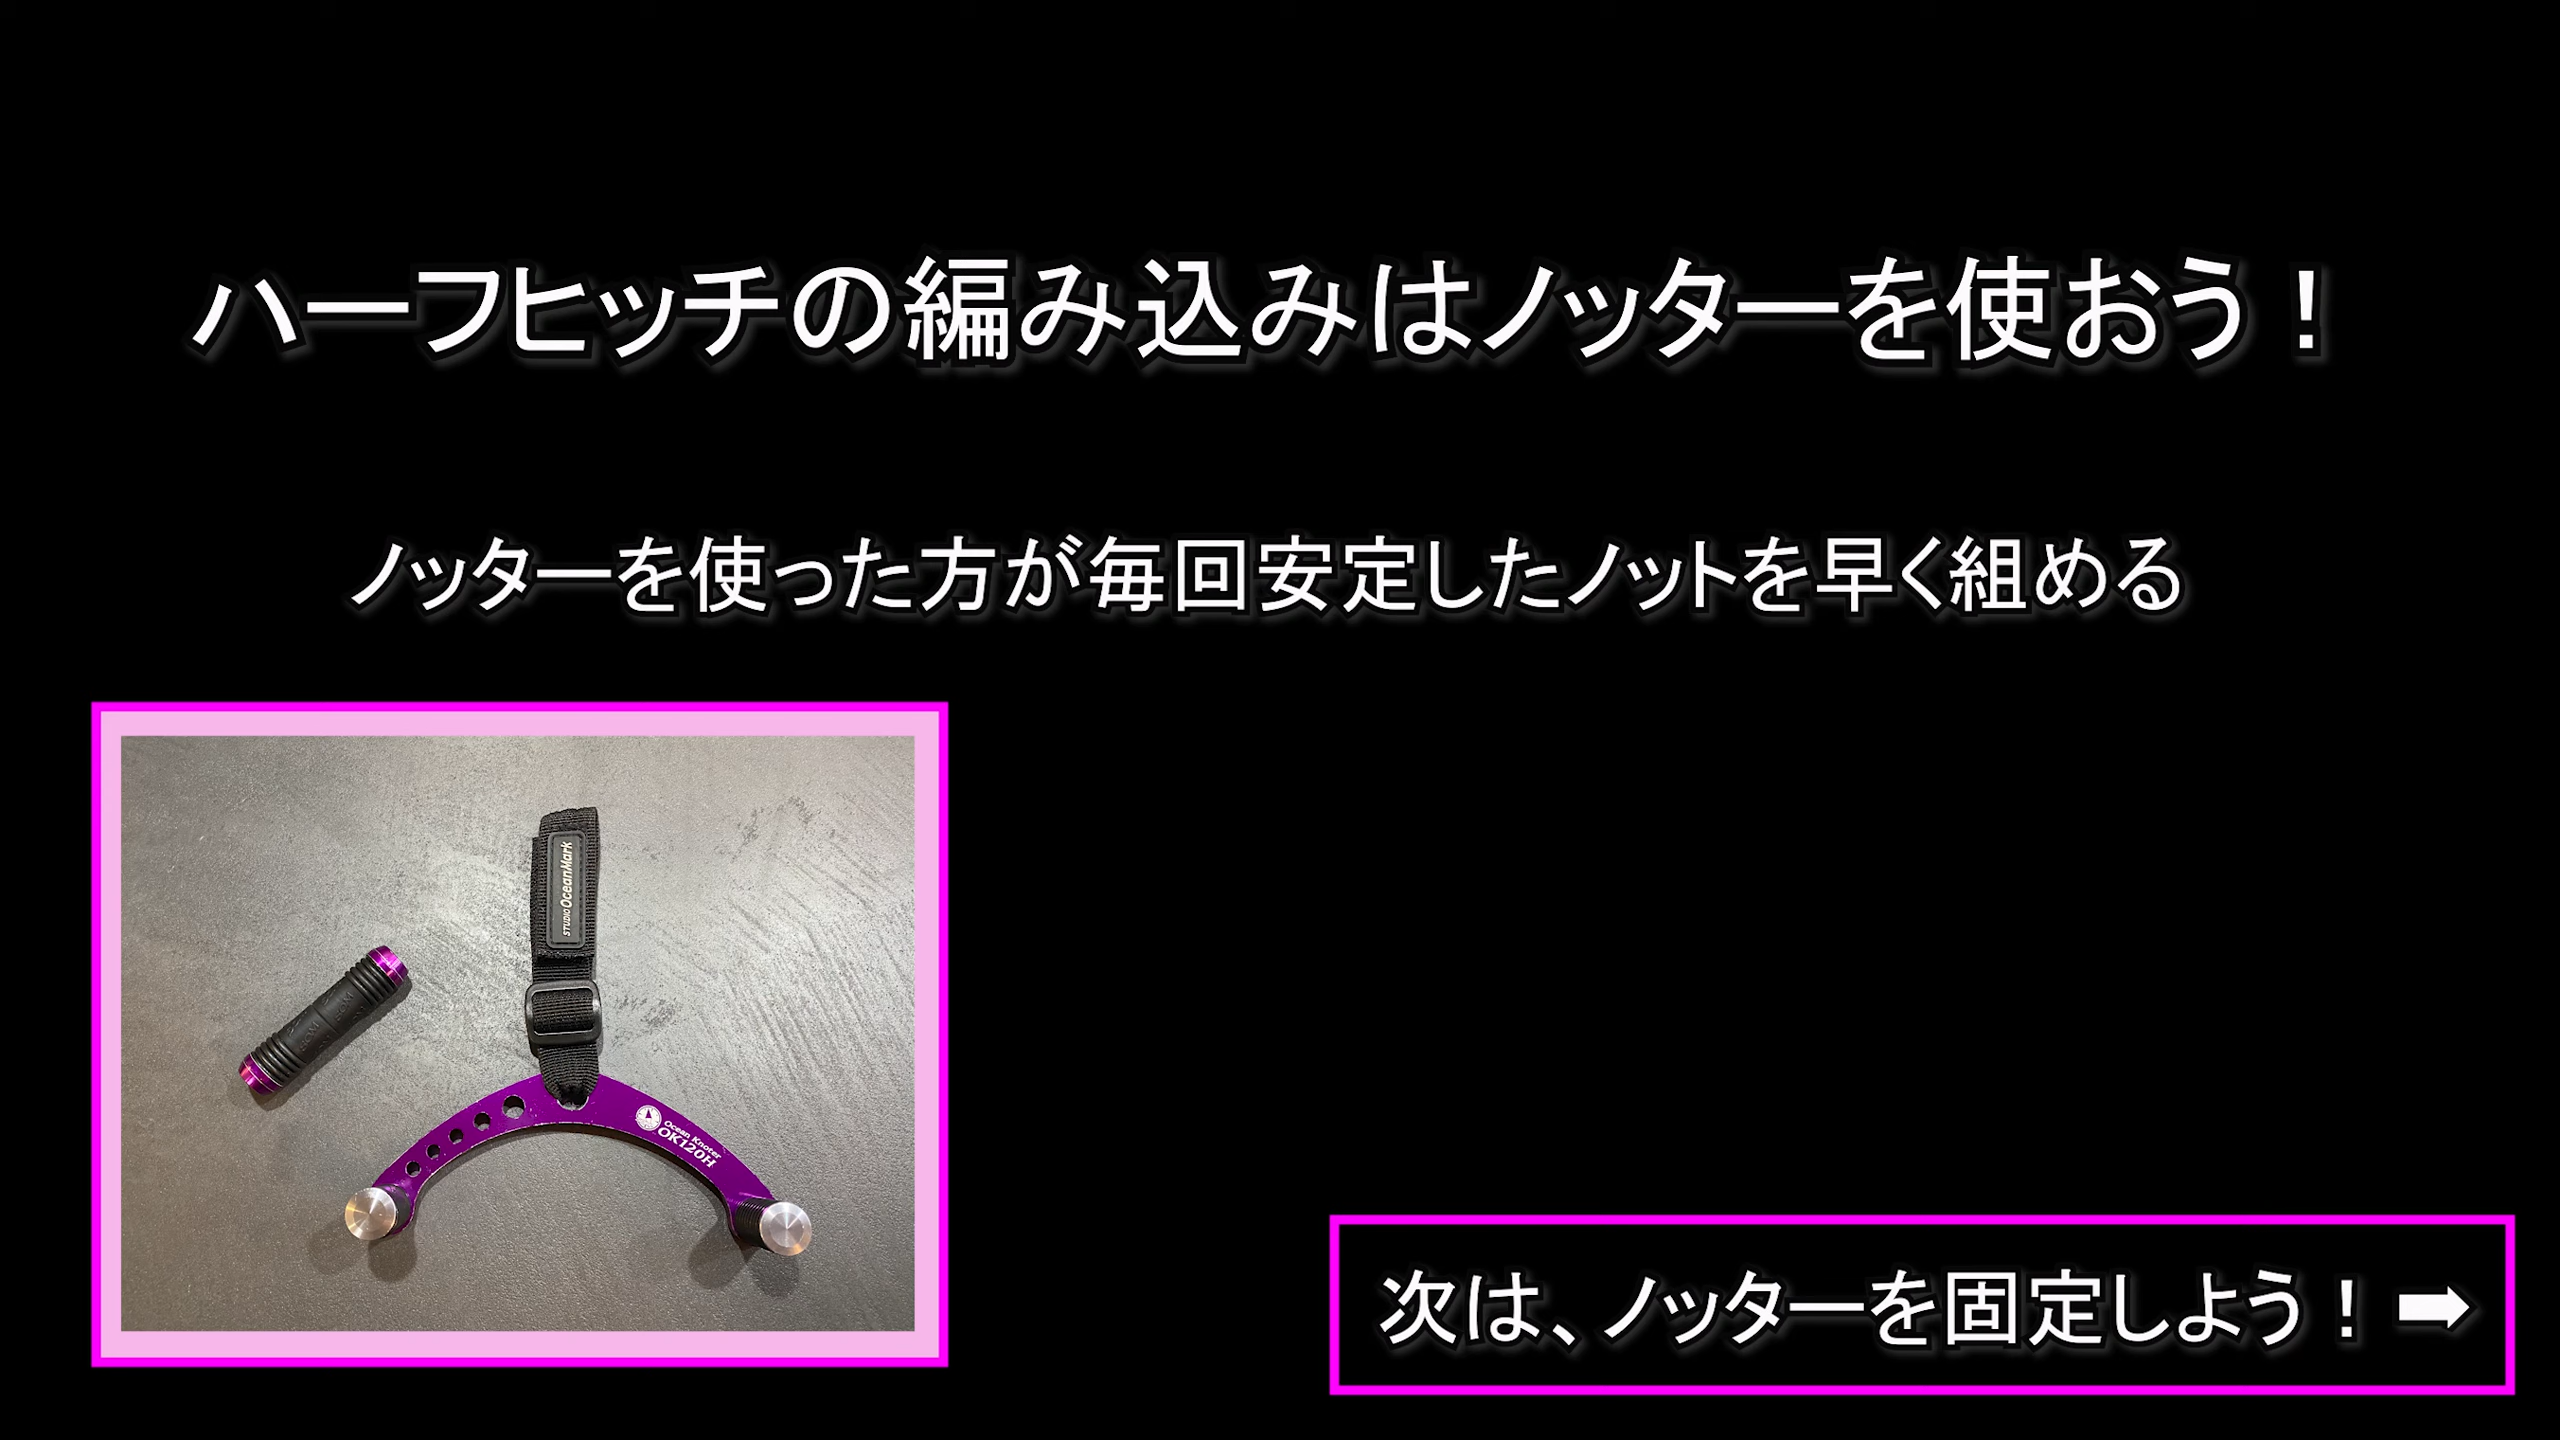 ハーフヒッチの編み込みはノッターを使おう！
ノッターを使った方が毎回安定したノットを早く組める
STUDIO OceanMark
Ocean Knoter
OK120H
次は、ノッターを固定しよう！➡